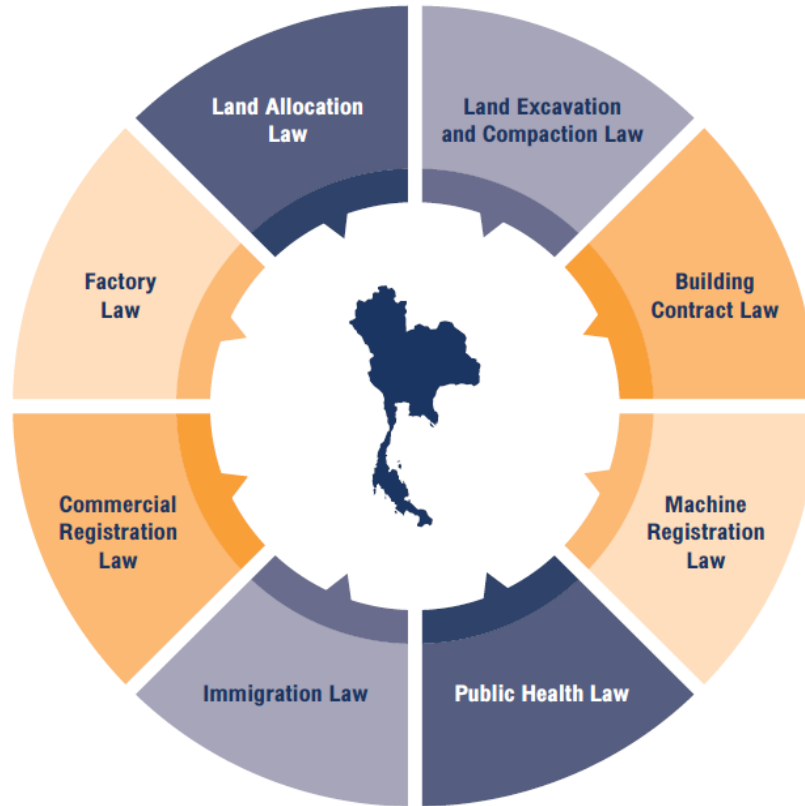 Land Allocation
Law
Land Excavation
and Compaction Law
Building
Contract Law
Machine
Registration
Law
Public Health Law
Immigration Law
Commercial
Registration
Law
Factory
Law